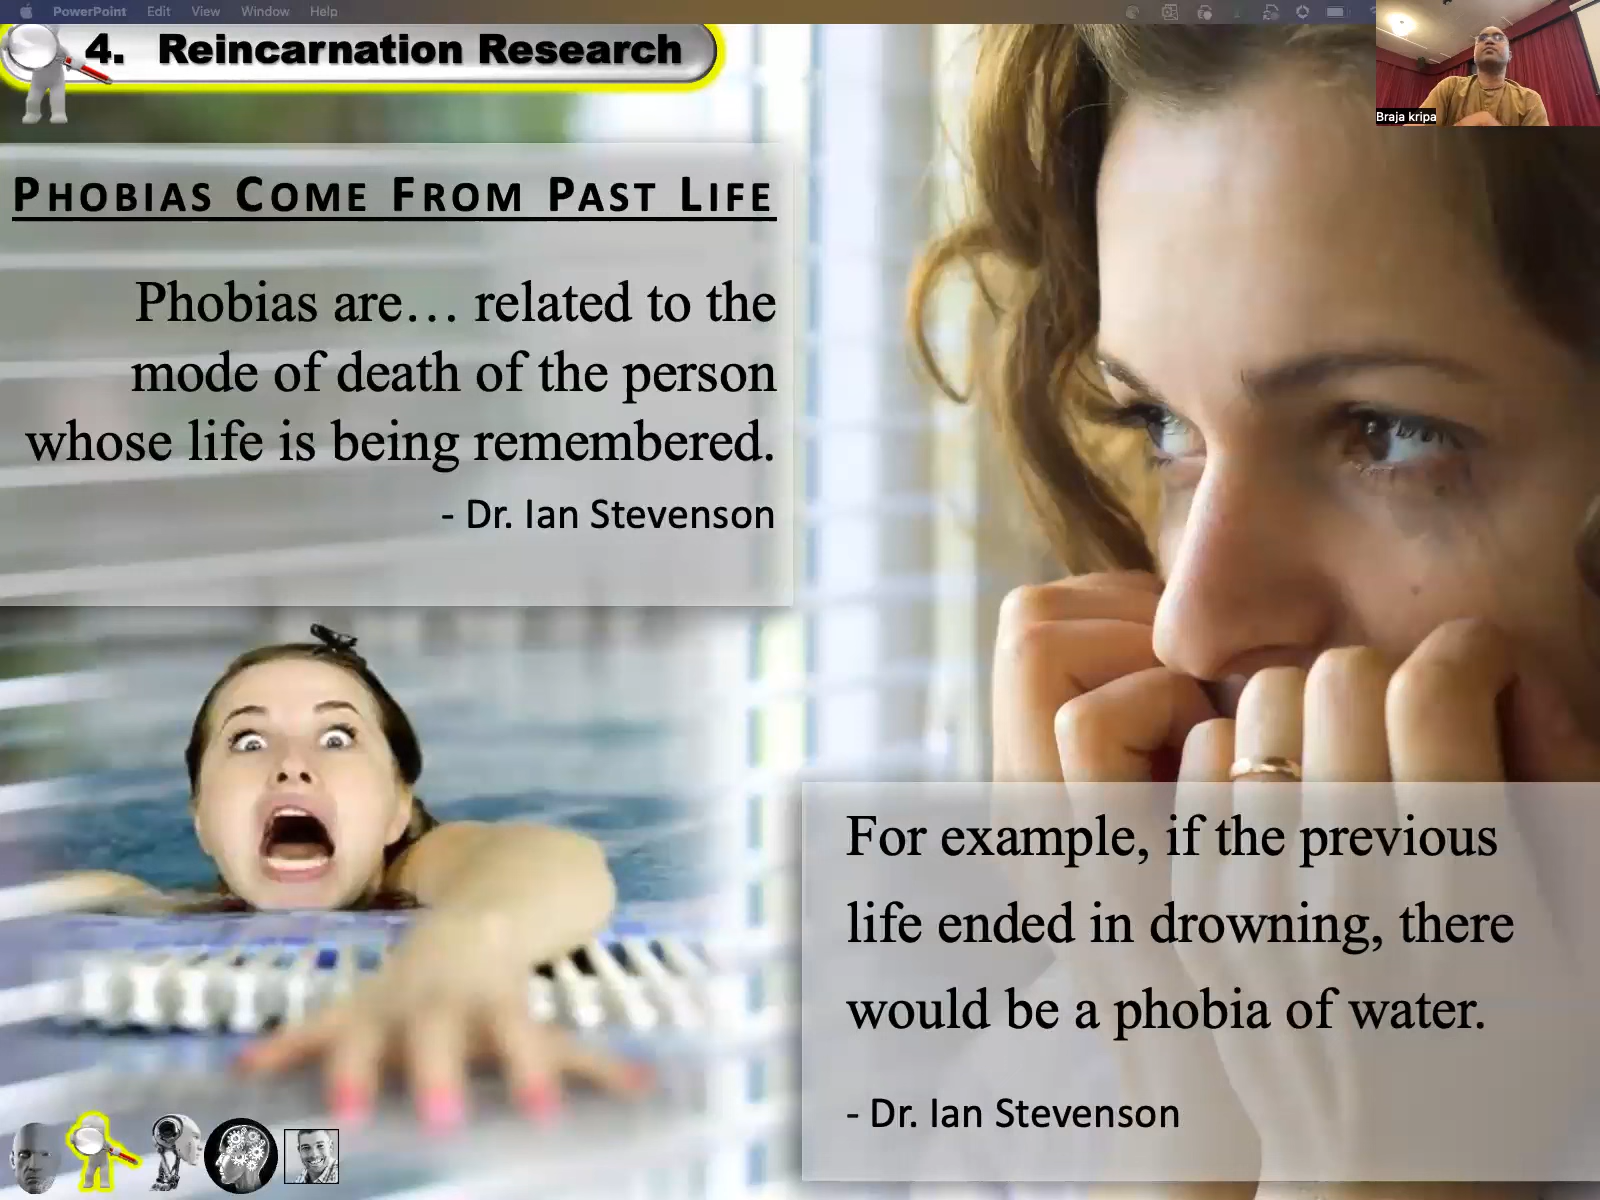 PowerPoint Edit View Window Help
Braja kripa
4. Reincarnation Research
PHOBIAS COME FROM PAST LIFE
Phobias are… related to the
mode of death of the person
whose life is being remembered.
- Dr. Ian Stevenson
For example, if the previous
life ended in drowning, there
would be a phobia of water.
- Dr. Ian Stevenson